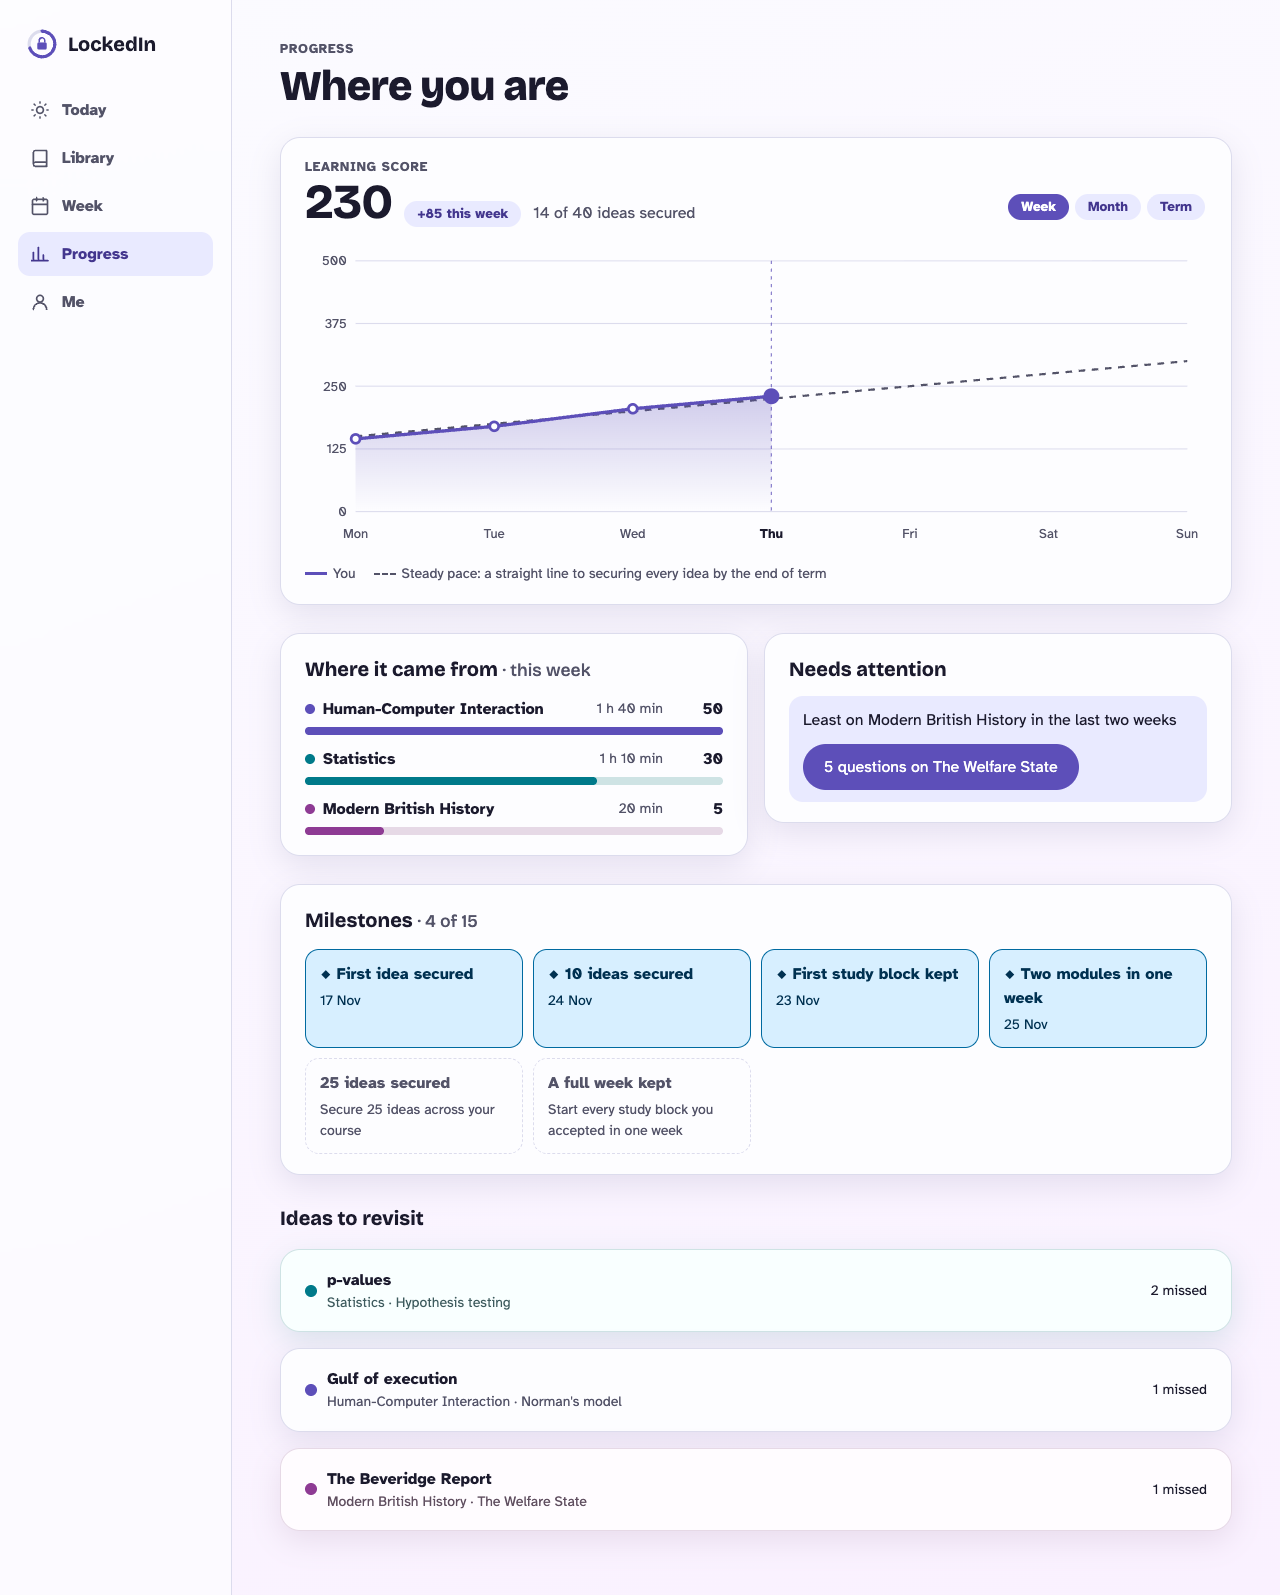 LockedIn
Today
Library
Week
Progress
Me
PROGRESS
Where you are
LEARNING SCORE
230 +85 this week 14 of 40 ideas secured
Week Month Term
500
375
250
125
0
Mon Tue Wed Thu Fri Sat Sun
You Steady pace: a straight line to securing every idea by the end of term
Where it came from · this week
Human-Computer Interaction 1 h 40 min 50
Statistics 1 h 10 min 30
Modern British History 20 min 5
Needs attention
Least on Modern British History in the last two weeks
5 questions on The Welfare State
Milestones · 4 of 15
First idea secured
17 Nov
10 ideas secured
24 Nov
First study block kept
23 Nov
Two modules in one
week
25 Nov
25 ideas secured
Secure 25 ideas across your
course
A full week kept
Start every study block you
accepted in one week
Ideas to revisit
p-values
Statistics · Hypothesis testing
2 missed
Gulf of execution
Human-Computer Interaction · Norman's model
1 missed
The Beveridge Report
Modern British History · The Welfare State
1 missed